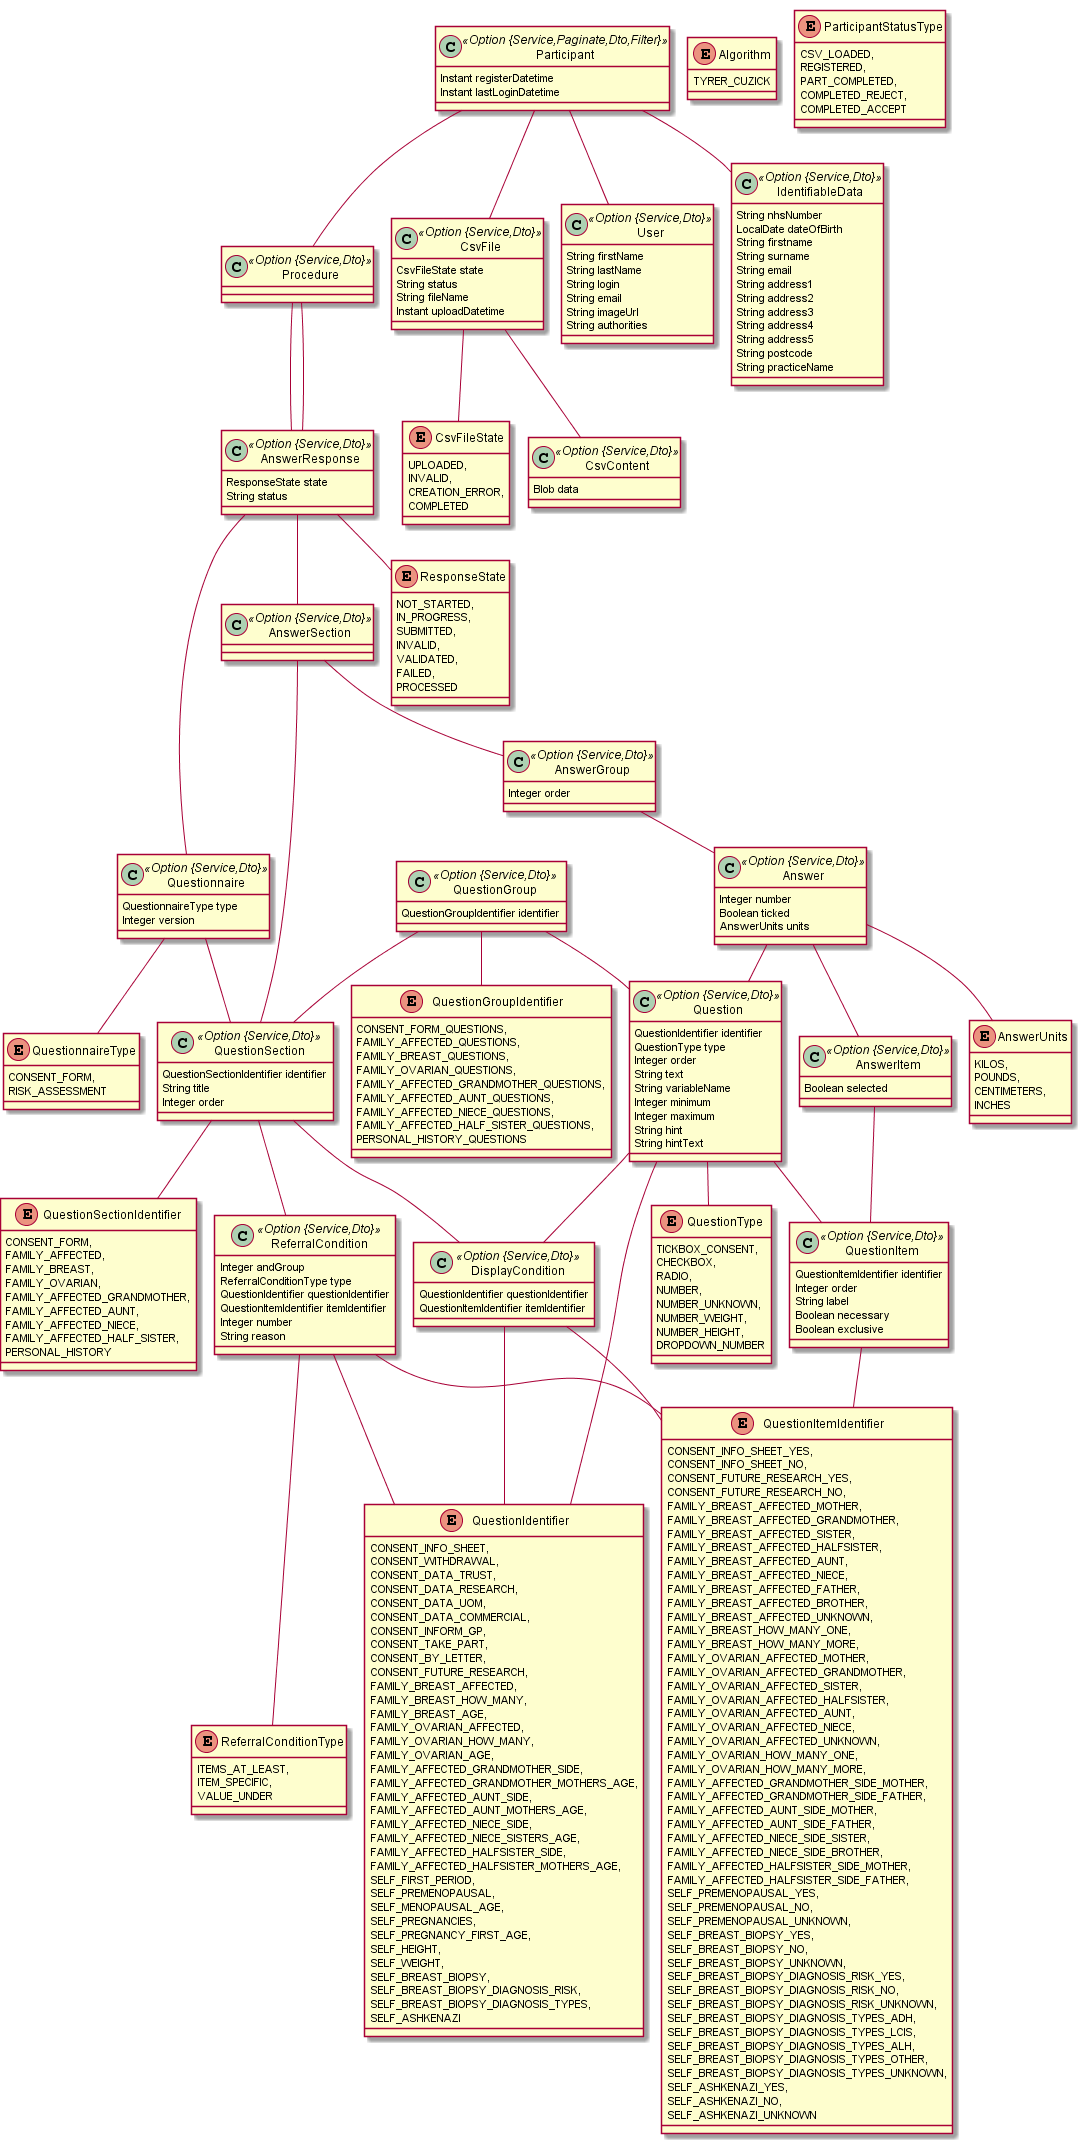 C
«Option {Service,Paginate,Dto,Filter}»
Participant
Instant registerDatetime
Instant lastLoginDatetime
E
Algorithm
TYRER_CUZICK
E
ParticipantStatusType
CSV_LOADED,
REGISTERED,
PART_COMPLETED,
COMPLETED_REJECT,
COMPLETED_ACCEPT
C
«Option {Service,Dto}»
IdentifiableData
String nhsNumber
LocalDate dateOfBirth
String firstname
String surname
String email
String address1
String address2
String address3
String address4
String address5
String postcode
String practiceName
C
«Option {Service,Dto}»
User
String firstName
String lastName
String login
String email
String imageUrl
String authorities
C
«Option {Service,Dto}»
CsvFile
CsvFileState state
String status
String fileName
Instant uploadDatetime
C
«Option {Service,Dto}»
Procedure
C
«Option {Service,Dto}»
AnswerResponse
ResponseState state
String status
E
CsvFileState
UPLOADED,
INVALID,
CREATION_ERROR,
COMPLETED
C
«Option {Service,Dto}»
CsvContent
Blob data
E
ResponseState
NOT_STARTED,
IN_PROGRESS,
SUBMITTED,
INVALID,
VALIDATED,
FAILED,
PROCESSED
C
«Option {Service,Dto}»
AnswerSection
C
«Option {Service,Dto}»
AnswerGroup
Integer order
C
«Option {Service,Dto}»
Questionnaire
QuestionnaireType type
Integer version
C
«Option {Service,Dto}»
QuestionGroup
QuestionGroupIdentifier identifier
C
«Option {Service,Dto}»
Answer
Integer number
Boolean ticked
AnswerUnits units
E
QuestionnaireType
CONSENT_FORM,
RISK_ASSESSMENT
C
«Option {Service,Dto}»
QuestionSection
QuestionSectionIdentifier identifier
String title
Integer order
E
QuestionGroupIdentifier
CONSENT_FORM_QUESTIONS,
FAMILY_AFFECTED_QUESTIONS,
FAMILY_BREAST_QUESTIONS,
FAMILY_OVARIAN_QUESTIONS,
FAMILY_AFFECTED_GRANDMOTHER_QUESTIONS,
FAMILY_AFFECTED_AUNT_QUESTIONS,
FAMILY_AFFECTED_NIECE_QUESTIONS,
FAMILY_AFFECTED_HALF_SISTER_QUESTIONS,
PERSONAL_HISTORY_QUESTIONS
C
«Option {Service,Dto}»
Question
QuestionIdentifier identifier
QuestionType type
Integer order
String text
String variableName
Integer minimum
Integer maximum
String hint
String hintText
C
«Option {Service,Dto}»
AnswerItem
Boolean selected
E
AnswerUnits
KILOS,
POUNDS,
CENTIMETERS,
INCHES
E
QuestionSectionIdentifier
CONSENT_FORM,
FAMILY_AFFECTED,
FAMILY_BREAST,
FAMILY_OVARIAN,
FAMILY_AFFECTED_GRANDMOTHER,
FAMILY_AFFECTED_AUNT,
FAMILY_AFFECTED_NIECE,
FAMILY_AFFECTED_HALF_SISTER,
PERSONAL_HISTORY
C
«Option {Service,Dto}»
ReferralCondition
Integer andGroup
ReferralConditionType type
QuestionIdentifier questionIdentifier
QuestionItemIdentifier itemIdentifier
Integer number
String reason
C
«Option {Service,Dto}»
DisplayCondition
QuestionIdentifier questionIdentifier
QuestionItemIdentifier itemIdentifier
E
QuestionType
TICKBOX_CONSENT,
CHECKBOX,
RADIO,
NUMBER,
NUMBER_UNKNOWN,
NUMBER_WEIGHT,
NUMBER_HEIGHT,
DROPDOWN_NUMBER
C
«Option {Service,Dto}»
QuestionItem
QuestionItemIdentifier identifier
Integer order
String label
Boolean necessary
Boolean exclusive
E
ReferralConditionType
ITEMS_AT_LEAST,
ITEM_SPECIFIC,
VALUE_UNDER
E
QuestionIdentifier
CONSENT_INFO_SHEET,
CONSENT_WITHDRAWAL,
CONSENT_DATA_TRUST,
CONSENT_DATA_RESEARCH,
CONSENT_DATA_UOM,
CONSENT_DATA_COMMERCIAL,
CONSENT_INFORM_GP,
CONSENT_TAKE_PART,
CONSENT_BY_LETTER,
CONSENT_FUTURE_RESEARCH,
FAMILY_BREAST_AFFECTED,
FAMILY_BREAST_HOW_MANY,
FAMILY_BREAST_AGE,
FAMILY_OVARIAN_AFFECTED,
FAMILY_OVARIAN_HOW_MANY,
FAMILY_OVARIAN_AGE,
FAMILY_AFFECTED_GRANDMOTHER_SIDE,
FAMILY_AFFECTED_GRANDMOTHER_MOTHERS_AGE,
FAMILY_AFFECTED_AUNT_SIDE,
FAMILY_AFFECTED_AUNT_MOTHERS_AGE,
FAMILY_AFFECTED_NIECE_SIDE,
FAMILY_AFFECTED_NIECE_SISTERS_AGE,
FAMILY_AFFECTED_HALFSISTER_SIDE,
FAMILY_AFFECTED_HALFSISTER_MOTHERS_AGE,
SELF_FIRST_PERIOD,
SELF_PREMENOPAUSAL,
SELF_MENOPAUSAL_AGE,
SELF_PREGNANCIES,
SELF_PREGNANCY_FIRST_AGE,
SELF_HEIGHT,
SELF_WEIGHT,
SELF_BREAST_BIOPSY,
SELF_BREAST_BIOPSY_DIAGNOSIS_RISK,
SELF_BREAST_BIOPSY_DIAGNOSIS_TYPES,
SELF_ASHKENAZI
E
QuestionItemIdentifier
CONSENT_INFO_SHEET_YES,
CONSENT_INFO_SHEET_NO,
CONSENT_FUTURE_RESEARCH_YES,
CONSENT_FUTURE_RESEARCH_NO,
FAMILY_BREAST_AFFECTED_MOTHER,
FAMILY_BREAST_AFFECTED_GRANDMOTHER,
FAMILY_BREAST_AFFECTED_SISTER,
FAMILY_BREAST_AFFECTED_HALFSISTER,
FAMILY_BREAST_AFFECTED_AUNT,
FAMILY_BREAST_AFFECTED_NIECE,
FAMILY_BREAST_AFFECTED_FATHER,
FAMILY_BREAST_AFFECTED_BROTHER,
FAMILY_BREAST_AFFECTED_UNKNOWN,
FAMILY_BREAST_HOW_MANY_ONE,
FAMILY_BREAST_HOW_MANY_MORE,
FAMILY_OVARIAN_AFFECTED_MOTHER,
FAMILY_OVARIAN_AFFECTED_GRANDMOTHER,
FAMILY_OVARIAN_AFFECTED_SISTER,
FAMILY_OVARIAN_AFFECTED_HALFSISTER,
FAMILY_OVARIAN_AFFECTED_AUNT,
FAMILY_OVARIAN_AFFECTED_NIECE,
FAMILY_OVARIAN_AFFECTED_UNKNOWN,
FAMILY_OVARIAN_HOW_MANY_ONE,
FAMILY_OVARIAN_HOW_MANY_MORE,
FAMILY_AFFECTED_GRANDMOTHER_SIDE_MOTHER,
FAMILY_AFFECTED_GRANDMOTHER_SIDE_FATHER,
FAMILY_AFFECTED_AUNT_SIDE_MOTHER,
FAMILY_AFFECTED_AUNT_SIDE_FATHER,
FAMILY_AFFECTED_NIECE_SIDE_SISTER,
FAMILY_AFFECTED_NIECE_SIDE_BROTHER,
FAMILY_AFFECTED_HALFSISTER_SIDE_MOTHER,
FAMILY_AFFECTED_HALFSISTER_SIDE_FATHER,
SELF_PREMENOPAUSAL_YES,
SELF_PREMENOPAUSAL_NO,
SELF_PREMENOPAUSAL_UNKNOWN,
SELF_BREAST_BIOPSY_YES,
SELF_BREAST_BIOPSY_NO,
SELF_BREAST_BIOPSY_UNKNOWN,
SELF_BREAST_BIOPSY_DIAGNOSIS_RISK_YES,
SELF_BREAST_BIOPSY_DIAGNOSIS_RISK_NO,
SELF_BREAST_BIOPSY_DIAGNOSIS_RISK_UNKNOWN,
SELF_BREAST_BIOPSY_DIAGNOSIS_TYPES_ADH,
SELF_BREAST_BIOPSY_DIAGNOSIS_TYPES_LCIS,
SELF_BREAST_BIOPSY_DIAGNOSIS_TYPES_ALH,
SELF_BREAST_BIOPSY_DIAGNOSIS_TYPES_OTHER,
SELF_BREAST_BIOPSY_DIAGNOSIS_TYPES_UNKNOWN,
SELF_ASHKENAZI_YES,
SELF_ASHKENAZI_NO,
SELF_ASHKENAZI_UNKNOWN